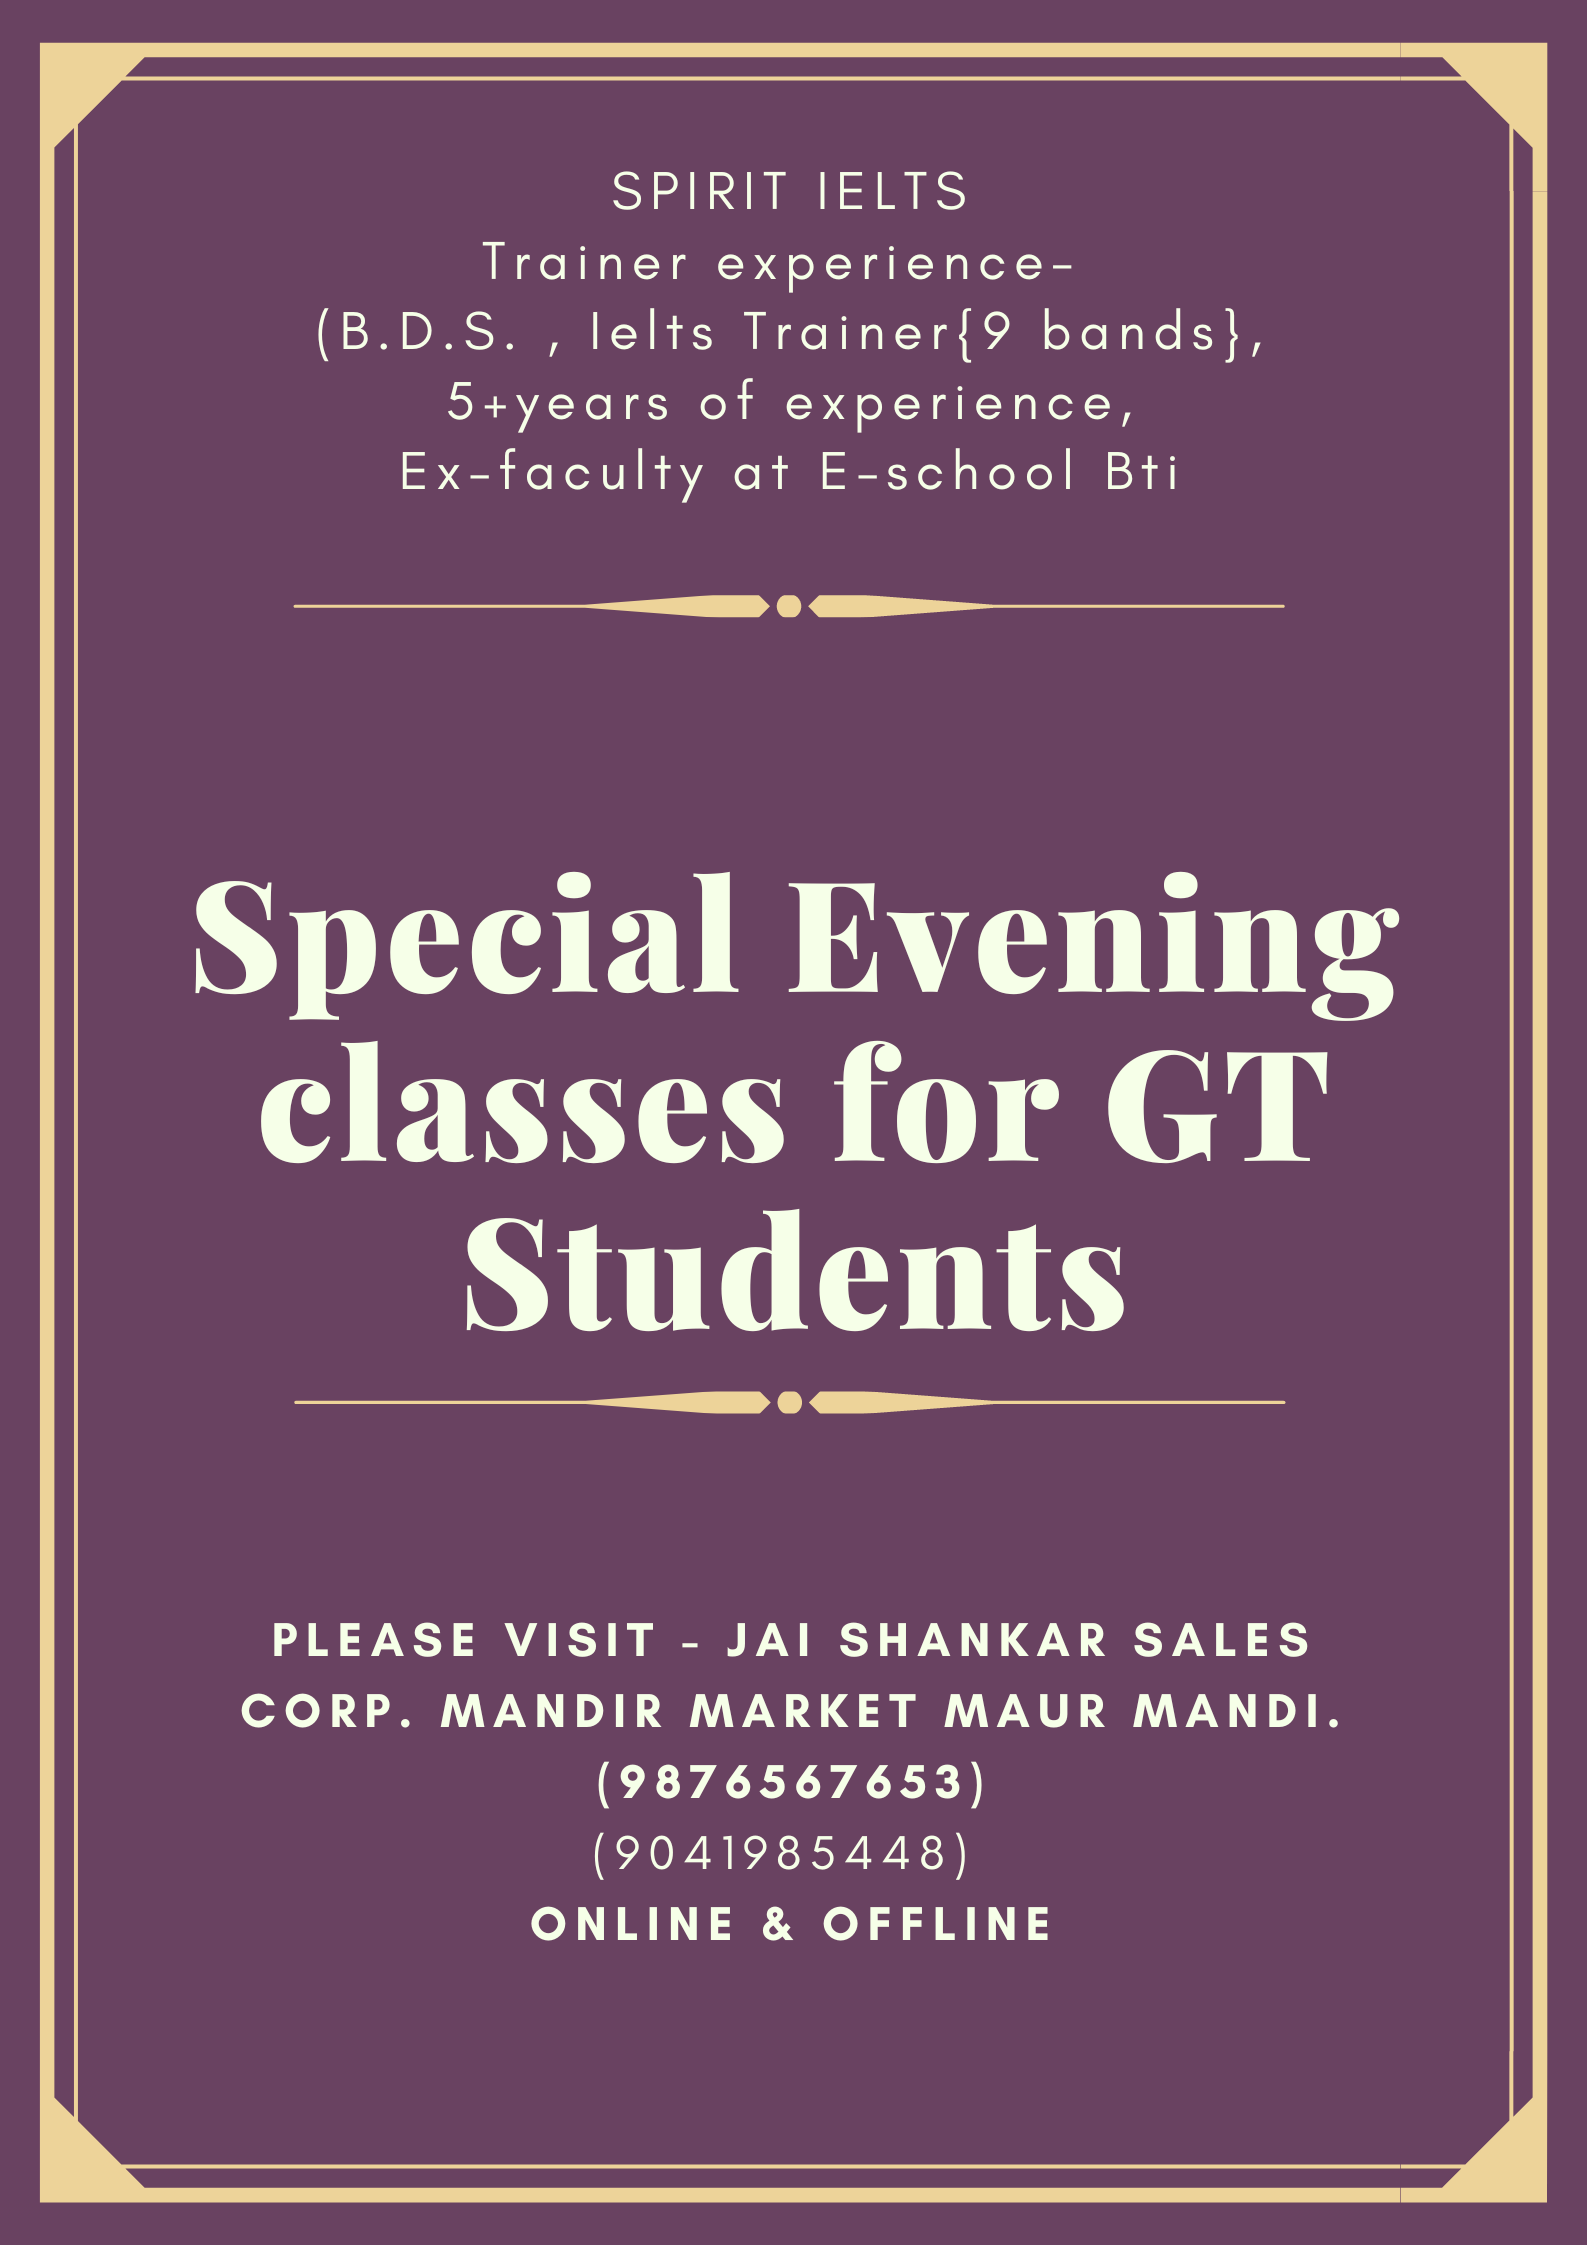 SPIRIT IELTS
Trainer experience-
(B.D.S. , Ielts Trainer{9 bands},
5+years of experience,
Ex-faculty at E-school Bti
Special Evening
classes for GT
Students
PLEASE VISIT - JAI SHANKAR SALES
CORP. MANDIR MARKET MAUR MANDI.
(9876567653)
(9041985448)
ONLINE & OFFLINE